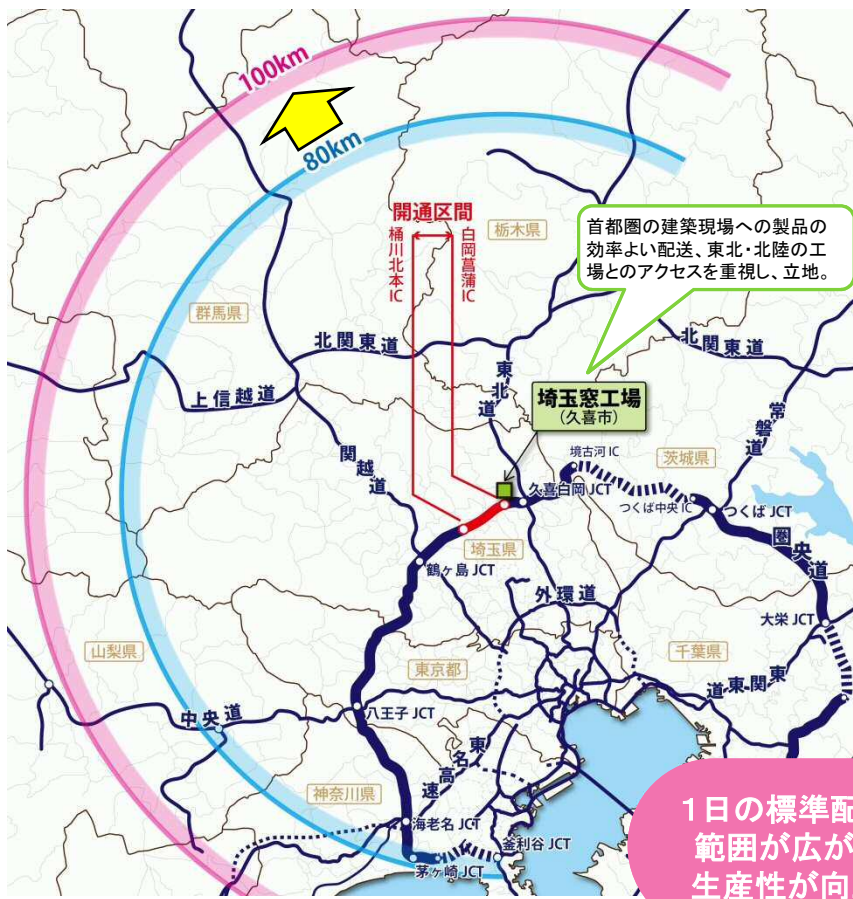 100km
80km
開通区間
桶川北本IC
白岡菖蒲IC
栃木県
首都圏の建築現場への製品の
効率よい配送、東北・北陸の工
場とのアクセスを重視し、立地。
群馬県
北関東道
北関東道
上信越道
東北道
埼玉窓工場
(久喜市)
常磐道
関越道
境古河IC
茨城県
久喜白岡JCT
つくば中央IC
つくばJCT
埼玉県
圏央道
鶴ヶ島JCT
外環道
大栄JCT
山梨県
東京都
千葉県
東関東道
八王子JCT
中央道
東名高速
神奈川県
海老名JCT
釜利谷JCT
茅ヶ崎JCT
1日の標準配
範囲が広が
生産性が向